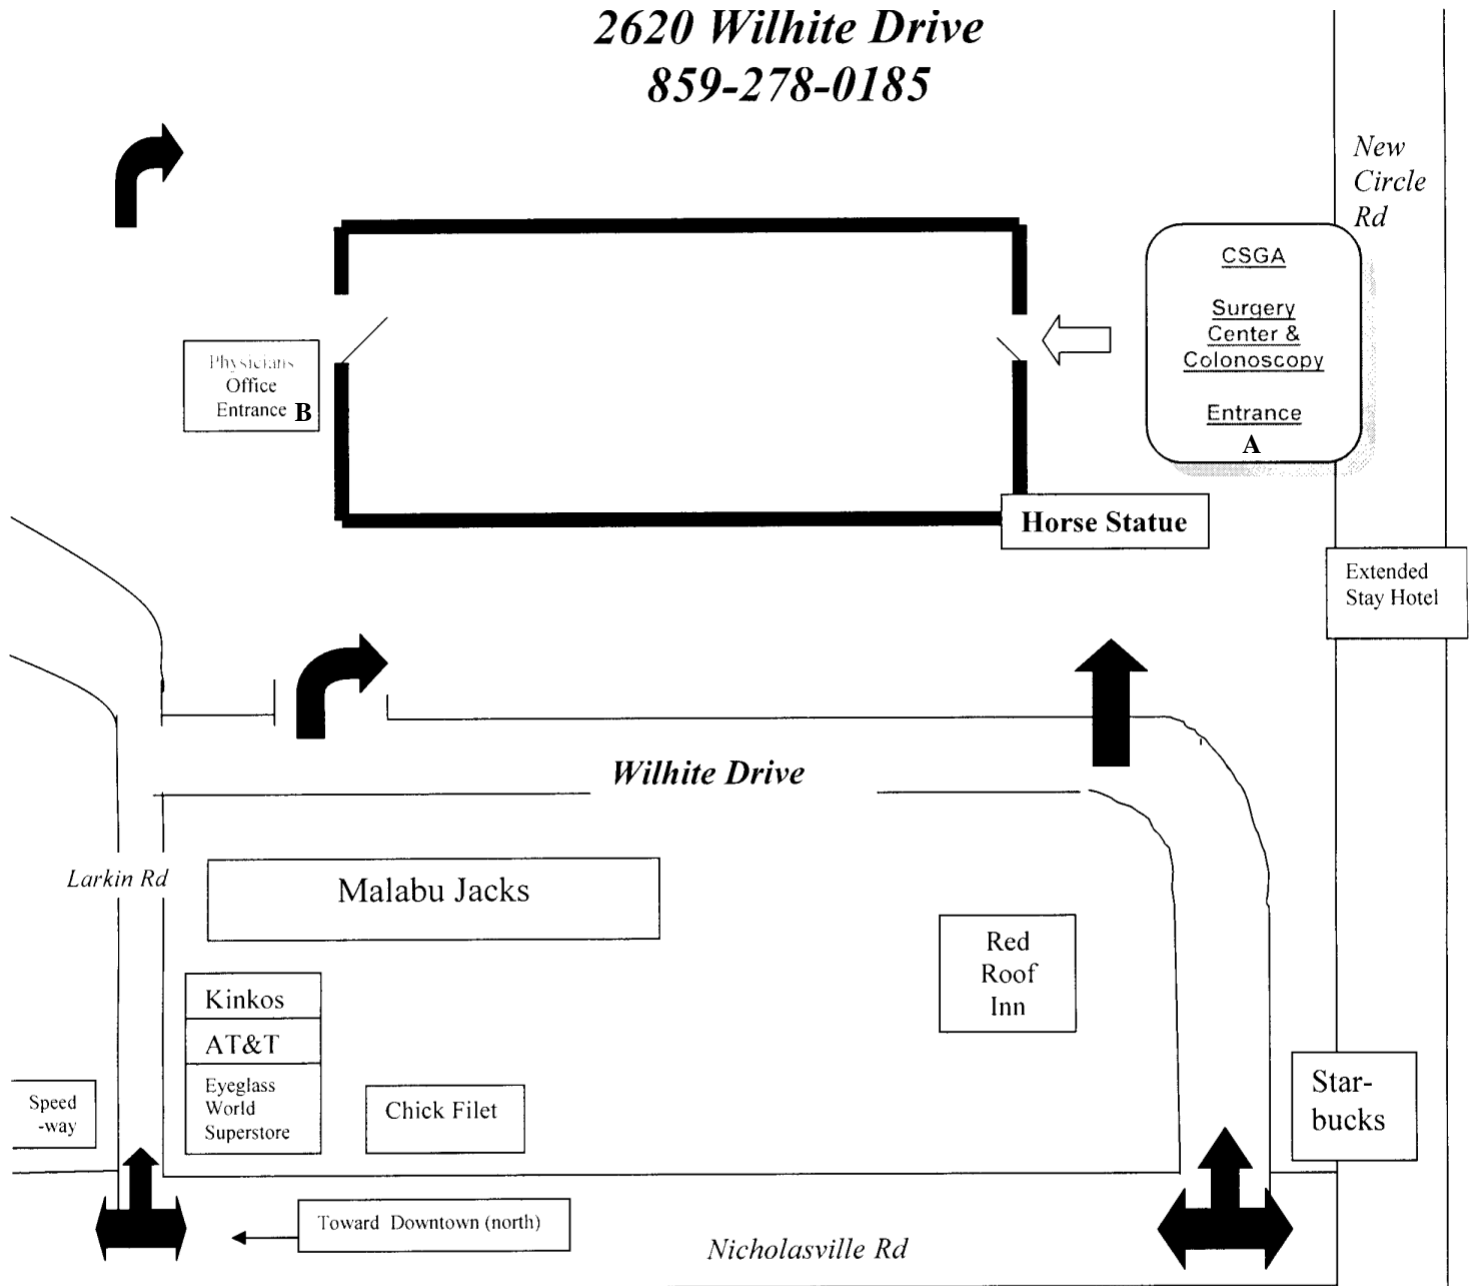 2620 Wilhite Drive
859-278-0185
New
Circle
Rd
CSGA
Surgery
Center &
Colonoscopy
Entrance
A
Physicians
Office
Entrance B
Horse Statue
Extended
Stay Hotel
Wilhite Drive
Larkin Rd
Malabu Jacks
Red
Roof
Inn
Kinkos
AT&T
Eyeglass
World
Superstore
Chick Filet
Speed
-way
Star-
bucks
Toward Downtown (north)
Nicholasville Rd